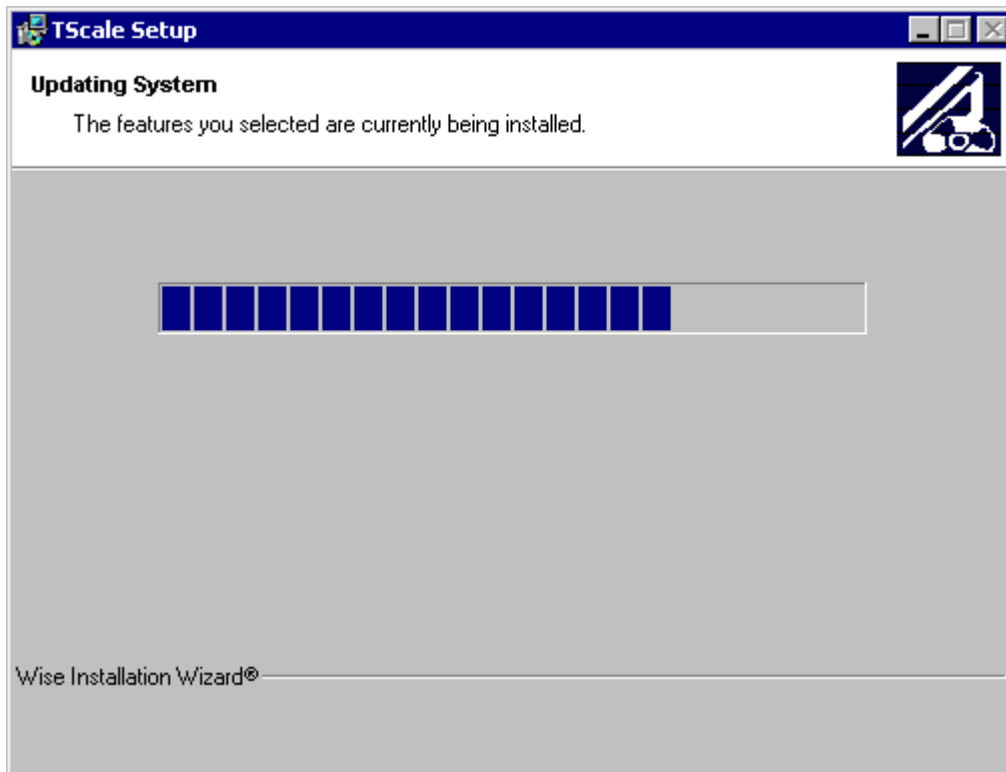 TScale Setup
Updating System
The features you selected are currently being installed.
Wise Installation Wizard®